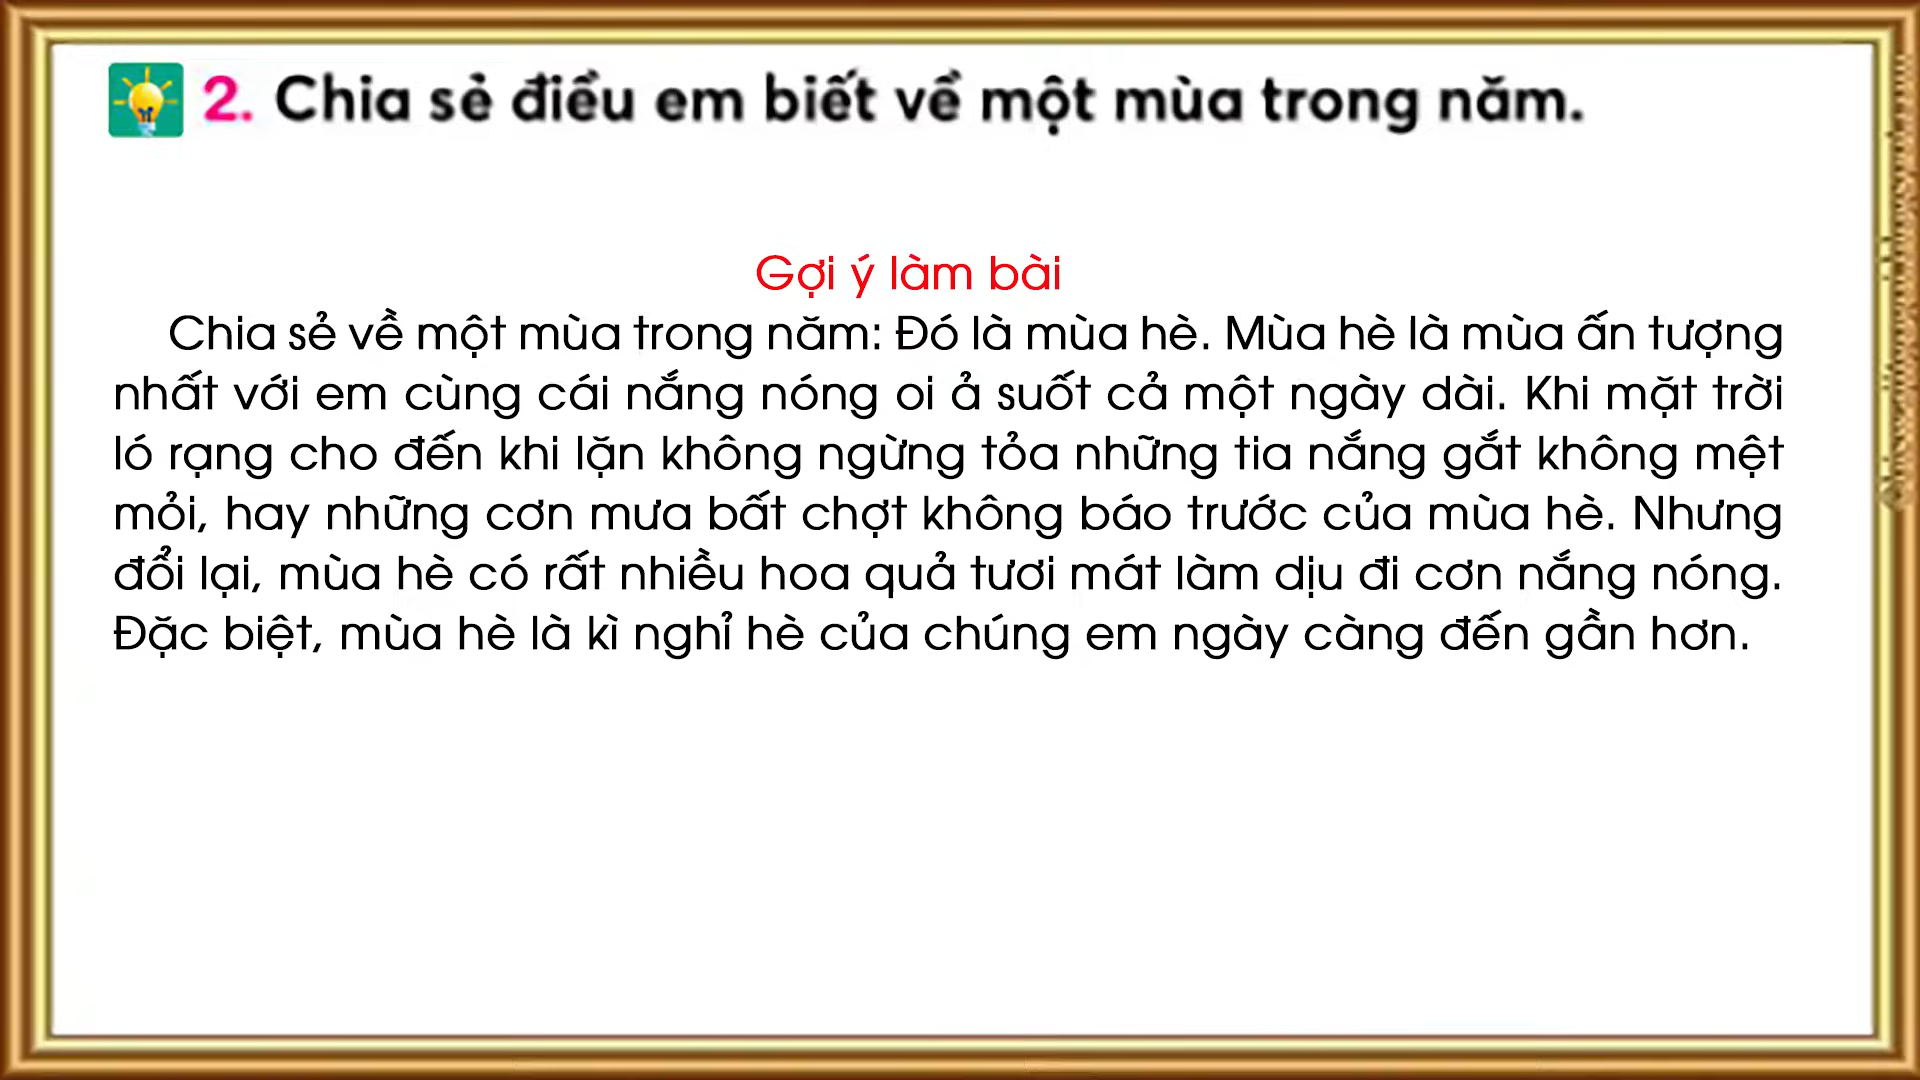 2. Chia sẻ điều em biết về một mùa trong năm.
Gợi ý làm bài
Chia sẻ về một mùa trong năm: Đó là mùa hè. Mùa hè là mùa ấn tượng
nhất với em cùng cái nắng nóng oi ả suốt cả một ngày dài. Khi mặt trời
ló rạng cho đến khi lặn không ngừng tỏa những tia nắng gắt không mệt
mỏi, hay những cơn mưa bất chợt không báo trước của mùa hè. Nhưng
đổi lại, mùa hè có rất nhiều hoa quả tươi mát làm dịu đi cơn nắng nóng.
Đặc biệt, mùa hè là kì nghỉ hè của chúng em ngày càng đến gần hơn.